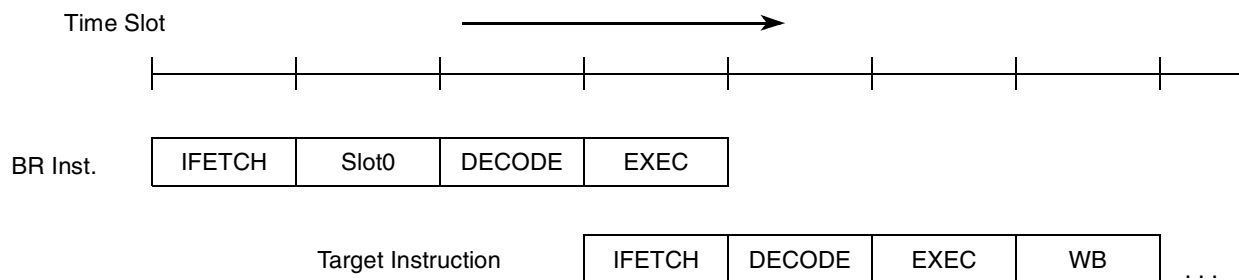 Time Slot
BR Inst. IFETCH Slot0 DECODE EXEC
Target Instruction IFETCH DECODE EXEC WB ...